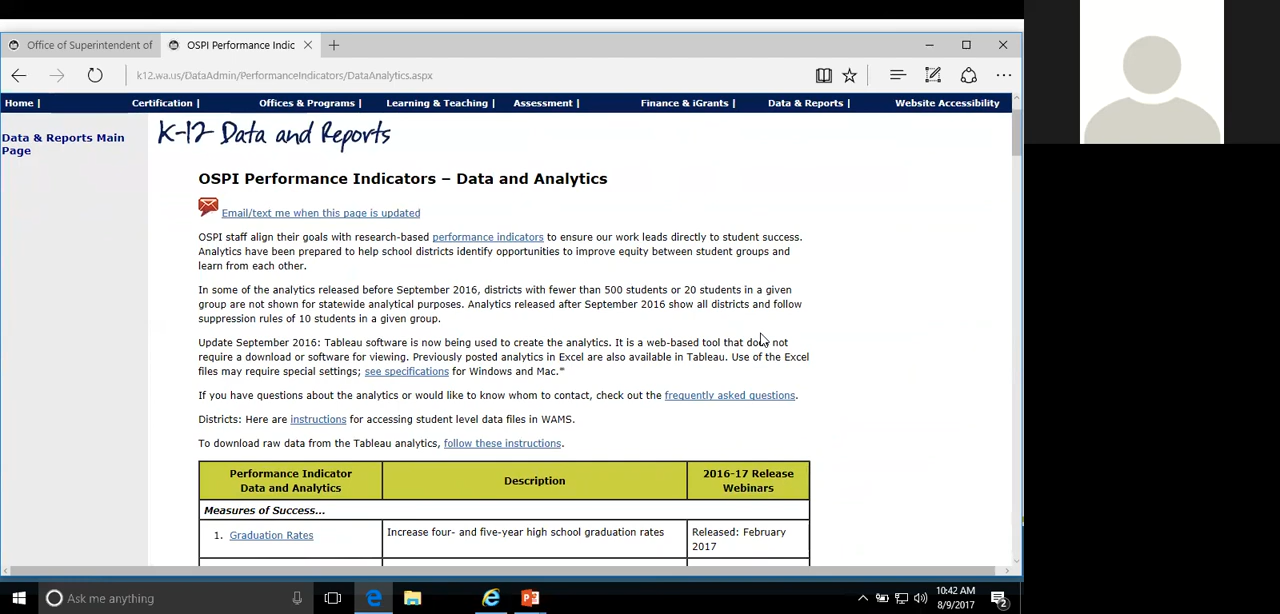 Office of Superintendent of
OSPI Performance Indic
k12.wa.us/DataAdmin/PerformanceIndicators/DataAnalytics.aspx
Home | Certification | Offices & Programs | Learning & Teaching | Assessment | Finance & iGrants | Data & Reports | Website Accessibility
Data & Reports Main
Page
K-12 Data and Reports
OSPI Performance Indicators – Data and Analytics
Email/text me when this page is updated
OSPI staff align their goals with research-based performance indicators to ensure our work leads directly to student success.
Analytics have been prepared to help school districts identify opportunities to improve equity between student groups and
learn from each other.
In some of the analytics released before September 2016, districts with fewer than 500 students or 20 students in a given
group are not shown for statewide analytical purposes. Analytics released after September 2016 show all districts and follow
suppression rules of 10 students in a given group.
Update September 2016: Tableau software is now being used to create the analytics. It is a web-based tool that does not
require a download or software for viewing. Previously posted analytics in Excel are also available in Tableau. Use of the Excel
files may require special settings; see specifications for Windows and Mac.*
If you have questions about the analytics or would like to know whom to contact, check out the frequently asked questions.
Districts: Here are instructions for accessing student level data files in WAMS.
To download raw data from the Tableau analytics, follow these instructions.
Performance Indicator
Data and Analytics
Description
2016-17 Release
Webinars
Measures of Success...
1. Graduation Rates
Increase four- and five-year high school graduation rates
Released: February
2017
Ask me anything
10:42 AM
8/9/2017
2